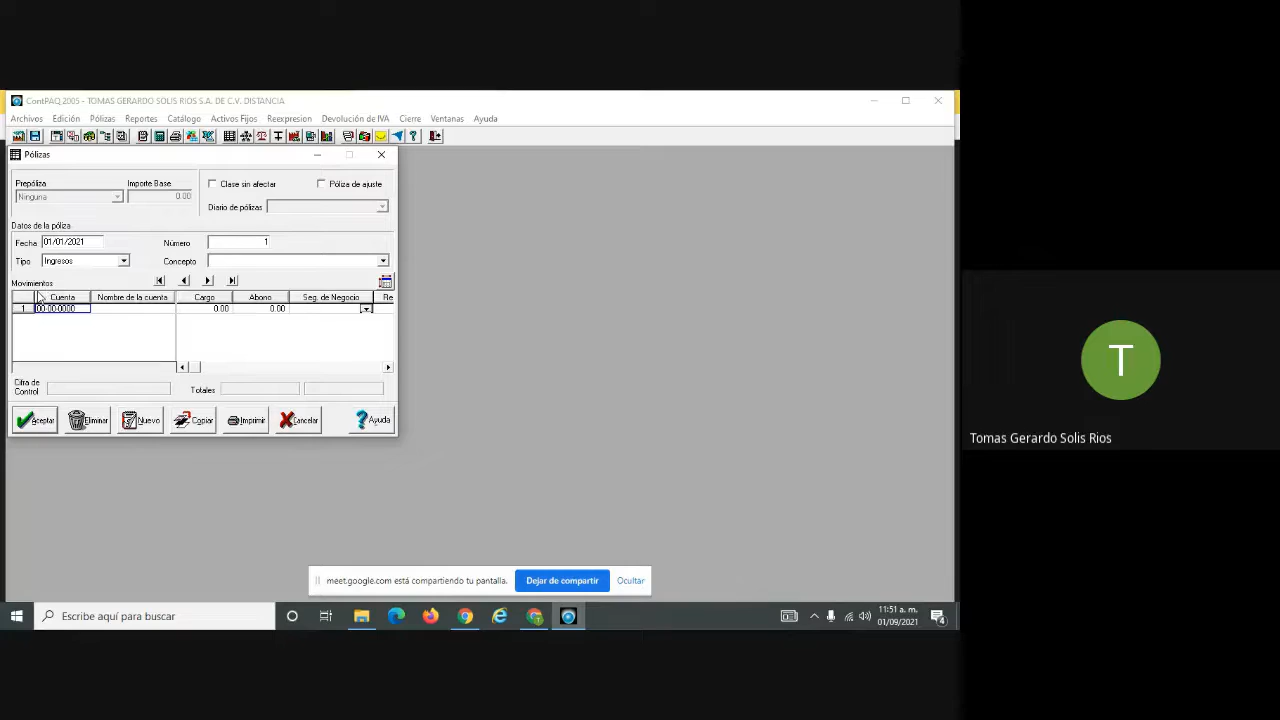 ContPAQ 2005 - TOMAS GERARDO SOLIS RIOS S.A. DE C.V. DISTANCIA
Archivos Edición Pólizas Reportes Catálogo Activos Fijos Reexpresion Devolución de IVA Cierre Ventanas Ayuda
Pólizas
Prepóliza Importe Base Clase sin afectar Póliza de ajuste
Ninguna 0.00
Diario de pólizas
Datos de la póliza
Fecha 01/01/2021 Número 1
Tipo Ingresos Concepto
Movimientos
Cuenta Nombre de la cuenta Cargo Abono Seg. de Negocio Re
1 00-00-0000 0.00 0.00
Cifra de
Control
Totales
Aceptar Eliminar Nuevo Copiar Imprimir Cancelar Ayuda
T
Tomas Gerardo Solis Rios
meet.google.com está compartiendo tu pantalla. Dejar de compartir Ocultar
Escribe aquí para buscar
11:51 a. m.
01/09/2021
4